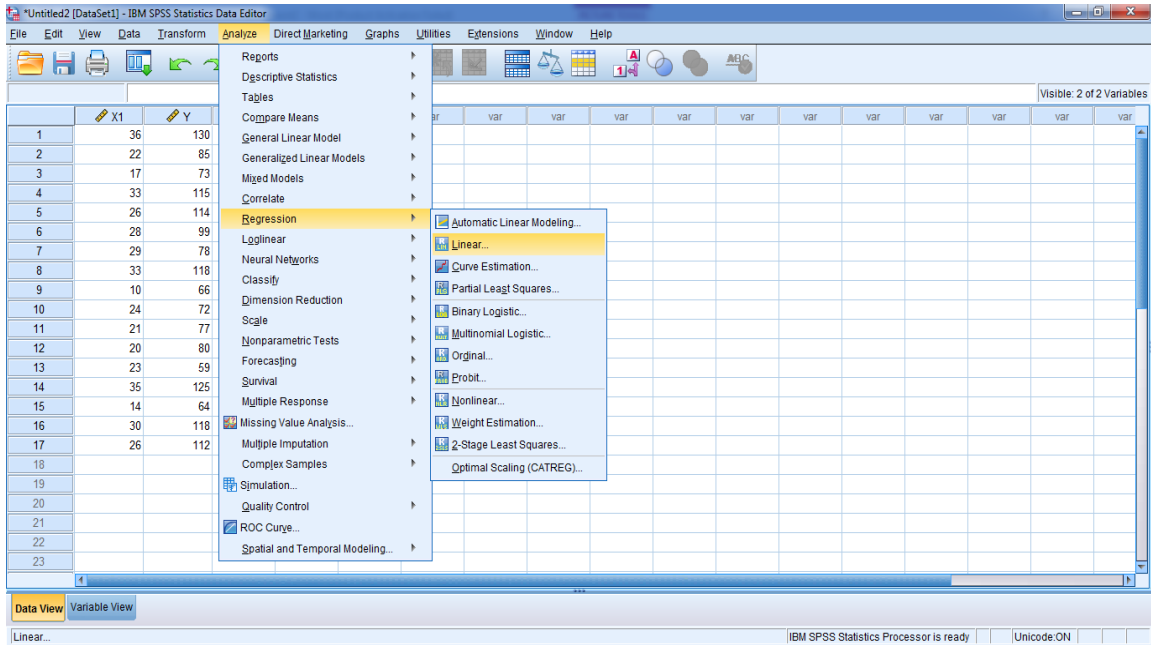 *Untitled2 [DataSet1] - IBM SPSS Statistics Data Editor
File Edit View Data Transform Analyze Direct Marketing Graphs Utilities Extensions Window Help
Visible: 2 of 2 Variables
X1 Y var var var var var var var var var var var
1 36 130
2 22 85
3 17 73
4 33 115
5 26 114
6 28 99
7 29 78
8 33 118
9 10 66
10 24 72
11 21 77
12 20 80
13 23 59
14 35 125
15 14 64
16 30 118
17 26 112
18
19
20
21
22
23
Reports
Descriptive Statistics
Tables
Compare Means
General Linear Model
Generalized Linear Models
Mixed Models
Correlate
Regression
Loglinear
Neural Networks
Classify
Dimension Reduction
Scale
Nonparametric Tests
Forecasting
Survival
Multiple Response
Missing Value Analysis...
Multiple Imputation
Complex Samples
Simulation...
Quality Control
ROC Curve...
Spatial and Temporal Modeling...
Automatic Linear Modeling...
Linear...
Curve Estimation...
Partial Least Squares...
Binary Logistic...
Multinomial Logistic...
Ordinal...
Probit...
Nonlinear...
Weight Estimation...
2-Stage Least Squares...
Optimal Scaling (CATREG)...
Data View Variable View
Linear... IBM SPSS Statistics Processor is ready Unicode:ON